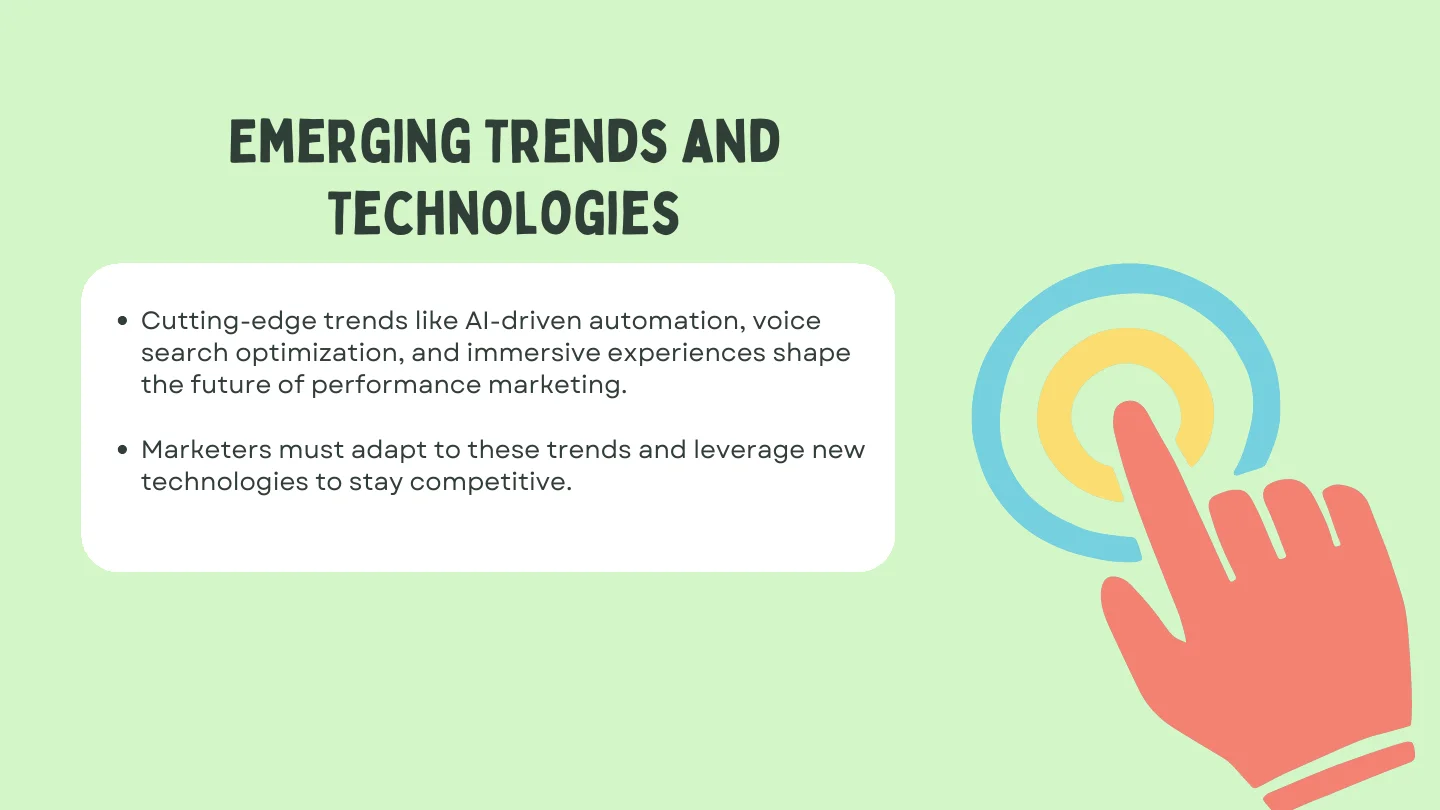 EMERGING TRENDS AND
TECHNOLOGIES
• Cutting-edge trends like AI-driven automation, voice
search optimization, and immersive experiences shape
the future of performance marketing.
• Marketers must adapt to these trends and leverage new
technologies to stay competitive.